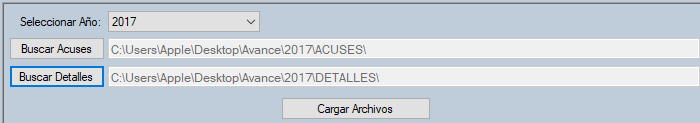 Seleccionar Año: 2017
Buscar Acuses C:\Users\Apple\Desktop\Avance\2017\ACUSES\
Buscar Detalles C:\Users\Apple\Desktop\Avance\2017\DETALLES\
Cargar Archivos